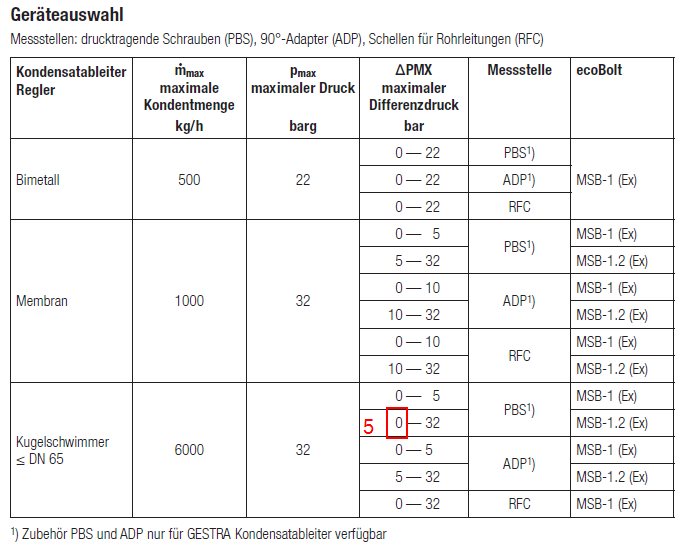 Geräteauswahl
Messstellen: drucktragende Schrauben (PBS), 90°-Adapter (ADP), Schellen für Rohrleitungen (RFC)
Kondensatableiter Regler | ṁmax maximale Kondentmenge kg/h | pmax maximaler Druck barg | ΔPMX maximaler Differenzdruck bar | Messstelle | ecoBolt
Bimetall | 500 | 22 | 0 — 22 | PBS¹) | MSB-1 (Ex)
0 — 22 | ADP¹)
0 — 22 | RFC
Membran | 1000 | 32 | 0 — 5 | PBS¹) | MSB-1 (Ex)
5 — 32 | MSB-1.2 (Ex)
0 — 10 | ADP¹) | MSB-1 (Ex)
10 — 32 | MSB-1.2 (Ex)
0 — 10 | RFC | MSB-1 (Ex)
10 — 32 | MSB-1.2 (Ex)
Kugelschwimmer ≤ DN 65 | 6000 | 32 | 0 — 5 | PBS¹) | MSB-1 (Ex)
5 0 — 32 | MSB-1.2 (Ex)
0 — 5 | ADP¹) | MSB-1 (Ex)
5 — 32 | MSB-1.2 (Ex)
0 — 32 | RFC | MSB-1 (Ex)
¹) Zubehör PBS und ADP nur für GESTRA Kondensatableiter verfügbar